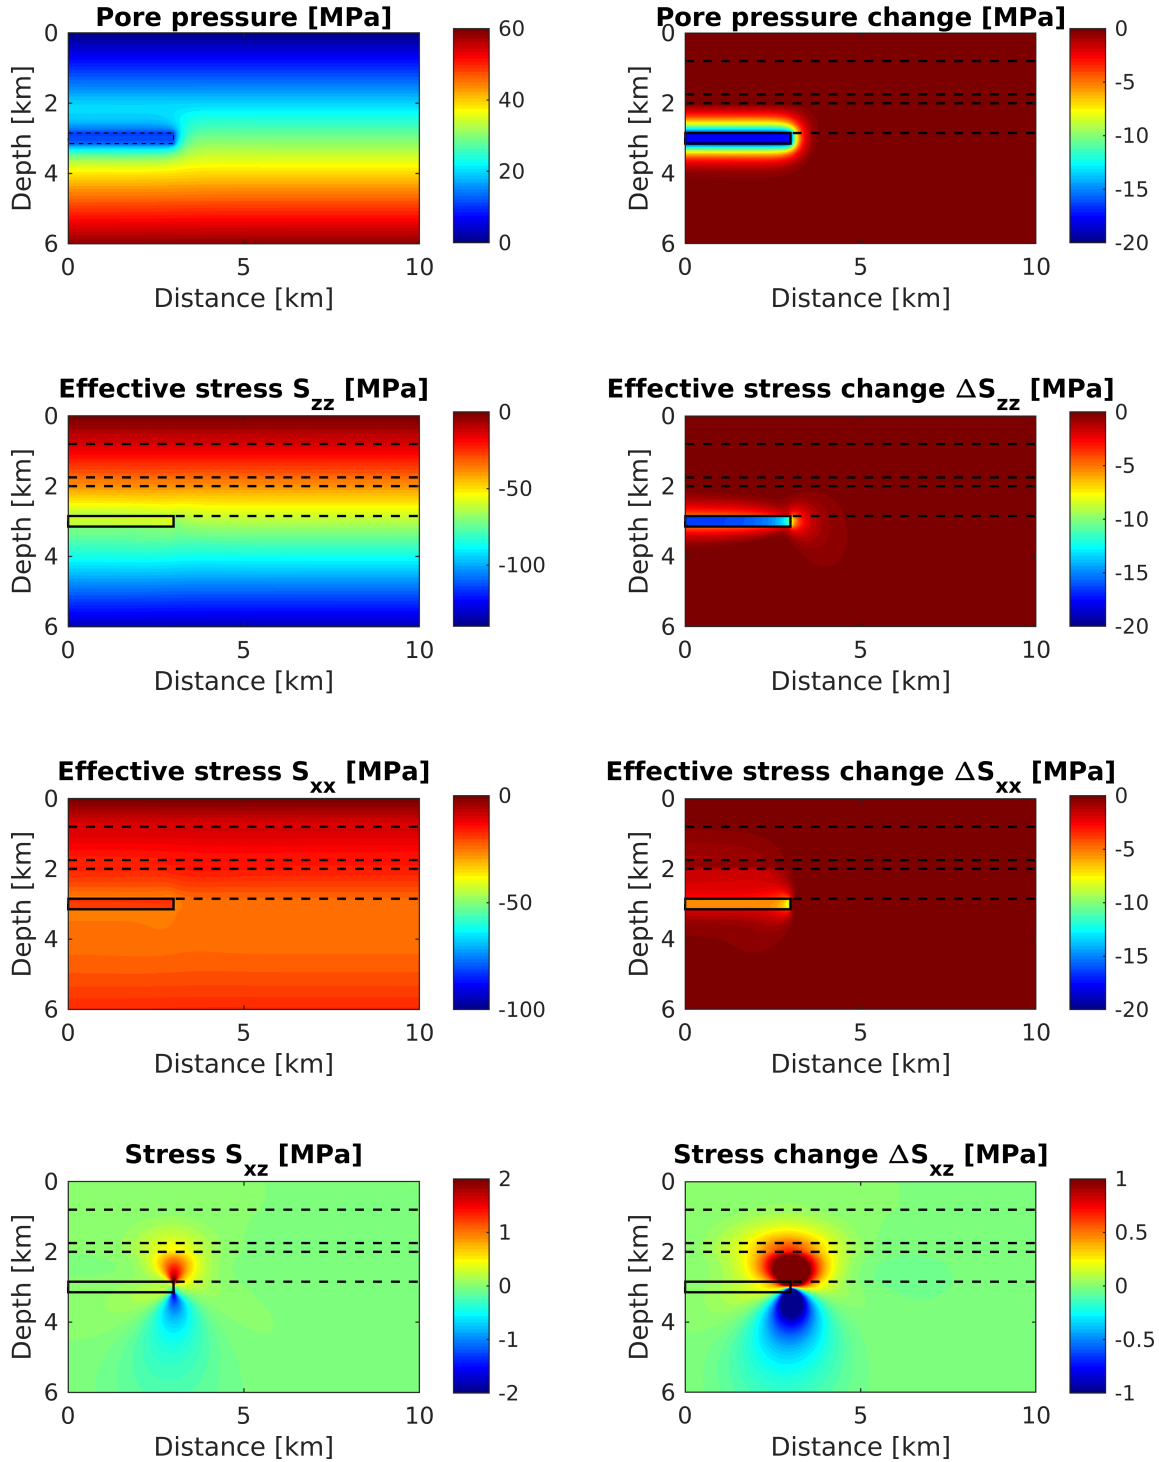 Pore pressure [MPa]
0
2
4
6
Depth [km]
0 5 10
Distance [km]
60
40
20
0
Pore pressure change [MPa]
0
2
4
6
Depth [km]
0 5 10
Distance [km]
0
-5
-10
-15
-20
Effective stress Szz [MPa]
0
2
4
6
Depth [km]
0 5 10
Distance [km]
0
-50
-100
Effective stress change ΔSzz [MPa]
0
2
4
6
Depth [km]
0 5 10
Distance [km]
0
-5
-10
-15
-20
Effective stress Sxx [MPa]
0
2
4
6
Depth [km]
0 5 10
Distance [km]
0
-50
-100
Effective stress change ΔSxx [MPa]
0
2
4
6
Depth [km]
0 5 10
Distance [km]
0
-5
-10
-15
-20
Stress Sxz [MPa]
0
2
4
6
Depth [km]
0 5 10
Distance [km]
2
1
0
-1
-2
Stress change ΔSxz [MPa]
0
2
4
6
Depth [km]
0 5 10
Distance [km]
1
0.5
0
-0.5
-1